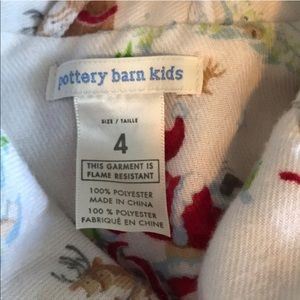 pottery barn kids
SIZE / TAILLE
4
THIS GARMENT IS
FLAME RESISTANT
100% POLYESTER
MADE IN CHINA
100 % POLYESTER
FABRIQUÉ EN CHINE